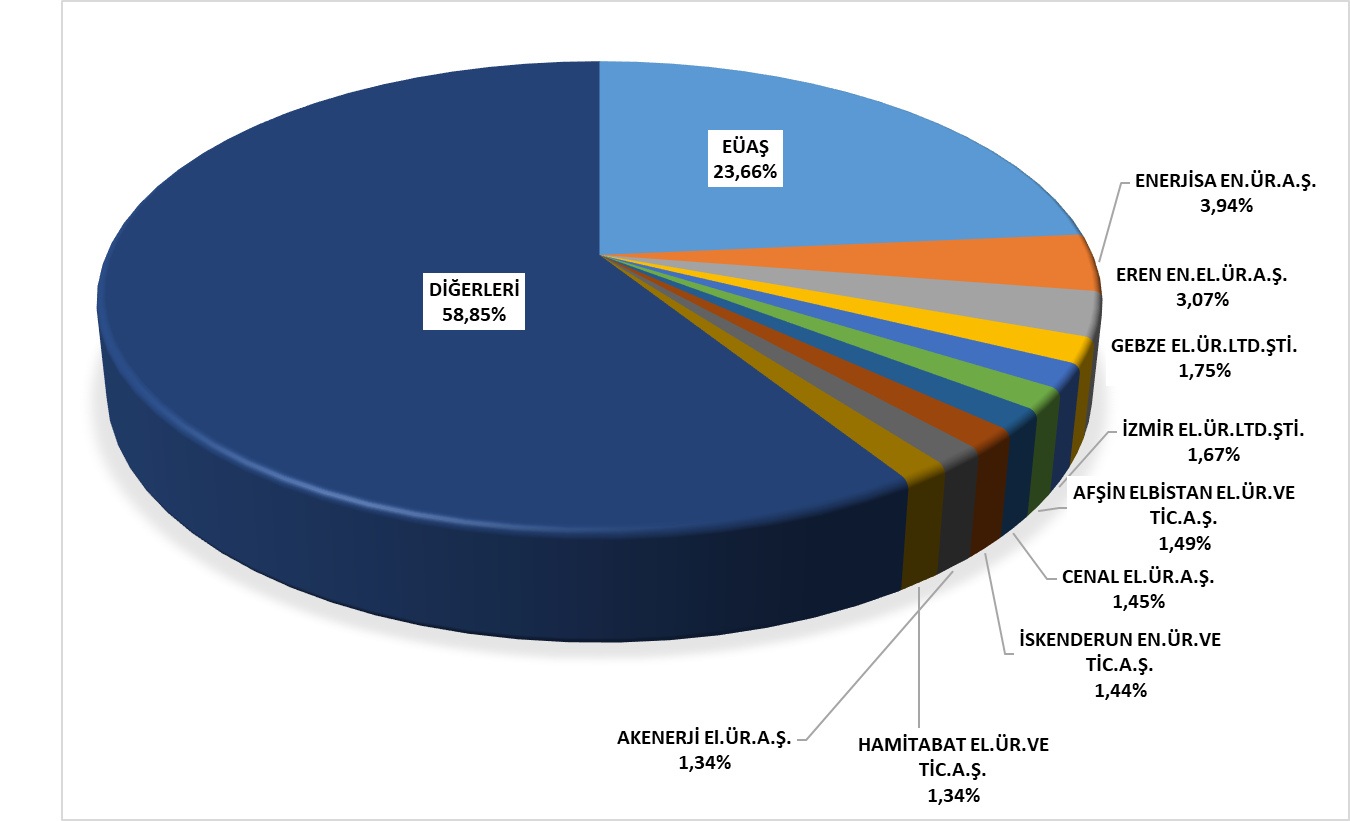 EÜAŞ
23,66%
ENERJİSA EN.ÜR.A.Ş.
3,94%
EREN EN.EL.ÜR.A.Ş.
3,07%
GEBZE EL.ÜR.LTD.ŞTİ.
1,75%
İZMİR EL.ÜR.LTD.ŞTİ.
1,67%
AFŞİN ELBİSTAN EL.ÜR.VE
TİC.A.Ş.
1,49%
CENAL EL.ÜR.A.Ş.
1,45%
İSKENDERUN EN.ÜR.VE
TİC.A.Ş.
1,44%
HAMİTABAT EL.ÜR.VE
TİC.A.Ş.
1,34%
AKENERJİ El.ÜR.A.Ş.
1,34%
DİĞERLERİ
58,85%